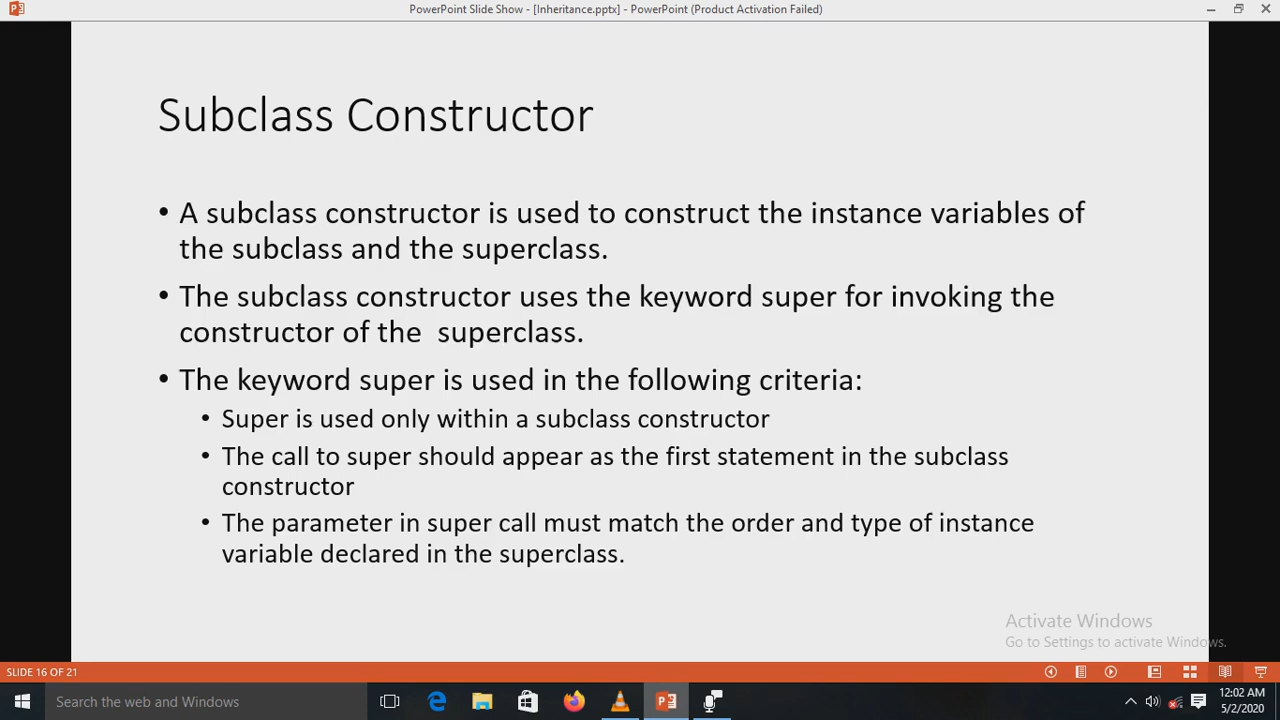 PowerPoint Slide Show - [Inheritance.pptx] - PowerPoint (Product Activation Failed)
Subclass Constructor
• A subclass constructor is used to construct the instance variables of
the subclass and the superclass.
• The subclass constructor uses the keyword super for invoking the
constructor of the  superclass.
• The keyword super is used in the following criteria:
• Super is used only within a subclass constructor
• The call to super should appear as the first statement in the subclass
constructor
• The parameter in super call must match the order and type of instance
variable declared in the superclass.
Activate Windows
Go to Settings to activate Windows.
SLIDE 16 OF 21
Search the web and Windows
12:02 AM
5/2/2020